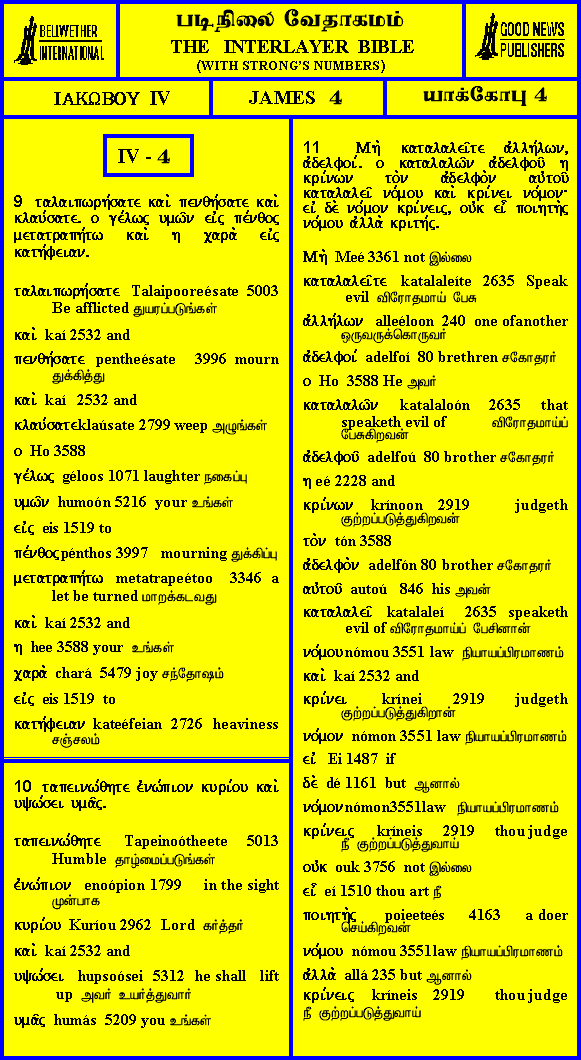 BELLWETHER
INTERNATIONAL
படிநிலை வேதாகமம்
THE INTERLAYER BIBLE
(WITH STRONG'S NUMBERS)
GOOD NEWS
PUBLISHERS
ΙΑΚΩΒΟΥ IV
JAMES 4
யாக்கோபு 4
IV - 4
9 ταλαιπωρήσατε καὶ πενθήσατε καὶ
κλαύσατε. ο γέλως υμῶν εἰς πένθος
μετατραπήτω καὶ η χαρὰ εἰς
κατήφειαν.
ταλαιπωρήσατε Talaipooreésate 5003
Be afflicted துயரப்படுங்கள்
καὶ kaí 2532 and
πενθήσατε pentheésate 3996 mourn
துக்கித்து
καὶ kaí 2532 and
κλαύσατε klaúsate 2799 weep அழுங்கள்
ο Ho 3588
γέλως géloos 1071 laughter நகைப்பு
υμῶν humoón 5216 your உங்கள்
εἰς eis 1519 to
πένθος pénthos 3997 mourning துக்கிப்பு
μετατραπήτω metatrapeétoo 3346 a
let be turned மாறக்கடவது
καὶ kaí 2532 and
η hee 3588 your உங்கள்
χαρὰ chará 5479 joy சந்தோஷம்
εἰς eis 1519 to
κατήφειαν kateéfeian 2726 heaviness
சஞ்சலம்
10 ταπεινώθητε ἐνώπιον κυρίου καὶ
υψώσει υμᾶς.
ταπεινώθητε Tapeinoótheete 5013
Humble தாழ்மைப்படுங்கள்
ἐνώπιον enoópion 1799 in the sight
முன்பாக
κυρίου Kuríou 2962 Lord கர்த்தர்
καὶ kaí 2532 and
υψώσει hupsoósei 5312 he shall lift
up அவர் உயர்த்துவார்
υμᾶς humás 5209 you உங்கள்
11 Μὴ καταλαλεῖτε ἀλλήλων,
ἀδελφοί. ο καταλαλῶν ἀδελφοῦ η
κρίνων τὸν ἀδελφὸν αὐτοῦ
καταλαλεῖ νόμου καὶ κρίνει νόμον·
εἰ δὲ νόμον κρίνεις, οὐκ εἶ ποιητὴς
νόμου ἀλλὰ κριτής.
Μὴ Meé 3361 not இல்லை
καταλαλεῖτε katalaleíte 2635 Speak
evil விரோதமாய் பேசு
ἀλλήλων alleéloon 240 one ofanother
ஒருவருக்கொருவர்
ἀδελφοί adelfoí 80 brethren சகோதரர்
ο Ho 3588 He அவர்
καταλαλῶν katalaloón 2635 that
speaketh evil of விரோதமாய்ப்
பேசுகிறவன்
ἀδελφοῦ adelfoú 80 brother சகோதரர்
η eé 2228 and
κρίνων krínoon 2919 judgeth
குற்றப்படுத்துகிறவன்
τὸν tón 3588
ἀδελφὸν adelfón 80 brother சகோதரர்
αὐτοῦ autoú 846 his அவன்
καταλαλεῖ katalaleí 2635 speaketh
evil of விரோதமாய்ப் பேசினான்
νόμου nómou 3551 law நியாயப்பிரமாணம்
καὶ kaí 2532 and
κρίνει krínei 2919 judgeth
குற்றப்படுத்துகிறான்
νόμον nómon 3551 law நியாயப்பிரமாணம்
εἰ Ei 1487 if
δὲ dé 1161 but ஆனால்
νόμον nómon3551law நியாயப்பிரமாணம்
κρίνεις kríneis 2919 thou judge
நீ குற்றப்படுத்துவாய்
οὐκ ouk 3756 not இல்லை
εἶ eí 1510 thou art நீ
ποιητὴς poieeteés 4163 a doer
செய்கிறவன்
νόμου nómou 3551law நியாயப்பிரமாணம்
ἀλλὰ allá 235 but ஆனால்
κρίνεις kríneis 2919 thou judge
நீ குற்றப்படுத்துவாய்